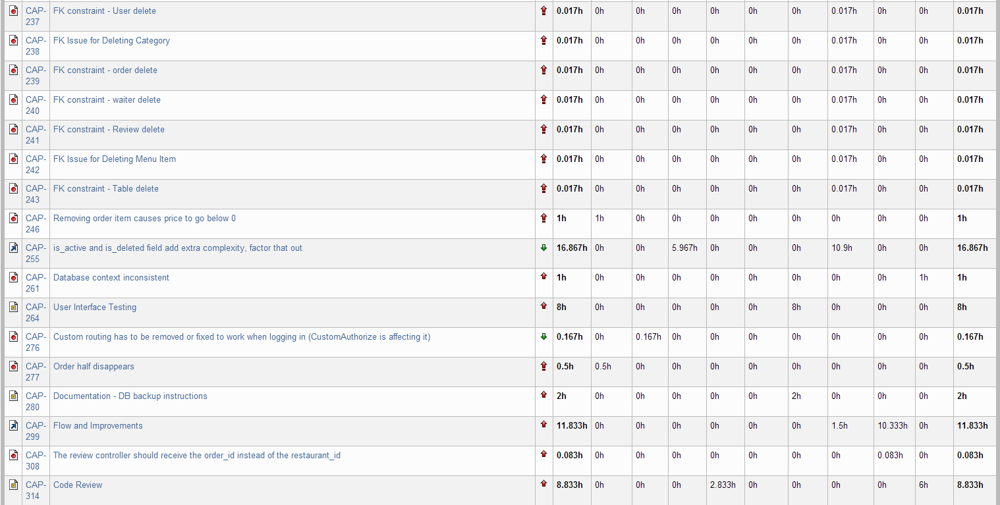 CAP- FK constraint - User delete 0.017h 0h 0h 0h 0h 0h 0h 0.017h 0h 0h 0.017h
237
CAP- FK Issue for Deleting Category 0.017h 0h 0h 0h 0h 0h 0h 0.017h 0h 0h 0.017h
238
CAP- FK constraint - order delete 0.017h 0h 0h 0h 0h 0h 0h 0.017h 0h 0h 0.017h
239
CAP- FK constraint - waiter delete 0.017h 0h 0h 0h 0h 0h 0h 0.017h 0h 0h 0.017h
240
CAP- FK constraint - Review delete 0.017h 0h 0h 0h 0h 0h 0h 0.017h 0h 0h 0.017h
241
CAP- FK Issue for Deleting Menu Item 0.017h 0h 0h 0h 0h 0h 0h 0.017h 0h 0h 0.017h
242
CAP- FK constraint - Table delete 0.017h 0h 0h 0h 0h 0h 0h 0.017h 0h 0h 0.017h
243
CAP- Removing order item causes price to go below 0 1h 1h 0h 0h 0h 0h 0h 0h 0h 0h 1h
246
CAP- is_active and is_deleted field add extra complexity, factor that out 16.867h 0h 0h 5.967h 0h 0h 0h 10.9h 0h 0h 16.867h
255
CAP- Database context inconsistent 1h 0h 0h 0h 0h 0h 0h 0h 0h 1h 1h
261
CAP- User Interface Testing 8h 0h 0h 0h 0h 0h 8h 0h 0h 0h 8h
264
CAP- Custom routing has to be removed or fixed to work when logging in (CustomAuthorize is affecting it) 0.167h 0h 0.167h 0h 0h 0h 0h 0h 0h 0h 0.167h
276
CAP- Order half disappears 0.5h 0.5h 0h 0h 0h 0h 0h 0h 0h 0h 0.5h
277
CAP- Documentation - DB backup instructions 2h 0h 0h 0h 0h 0h 2h 0h 0h 0h 2h
280
CAP- Flow and Improvements 11.833h 0h 0h 0h 0h 0h 0h 1.5h 10.333h 0h 11.833h
299
CAP- The review controller should receive the order_id instead of the restaurant_id 0.083h 0h 0h 0h 0h 0h 0h 0h 0.083h 0h 0.083h
308
CAP- Code Review 8.833h 0h 0h 0h 2.833h 0h 0h 0h 0h 6h 8.833h
314